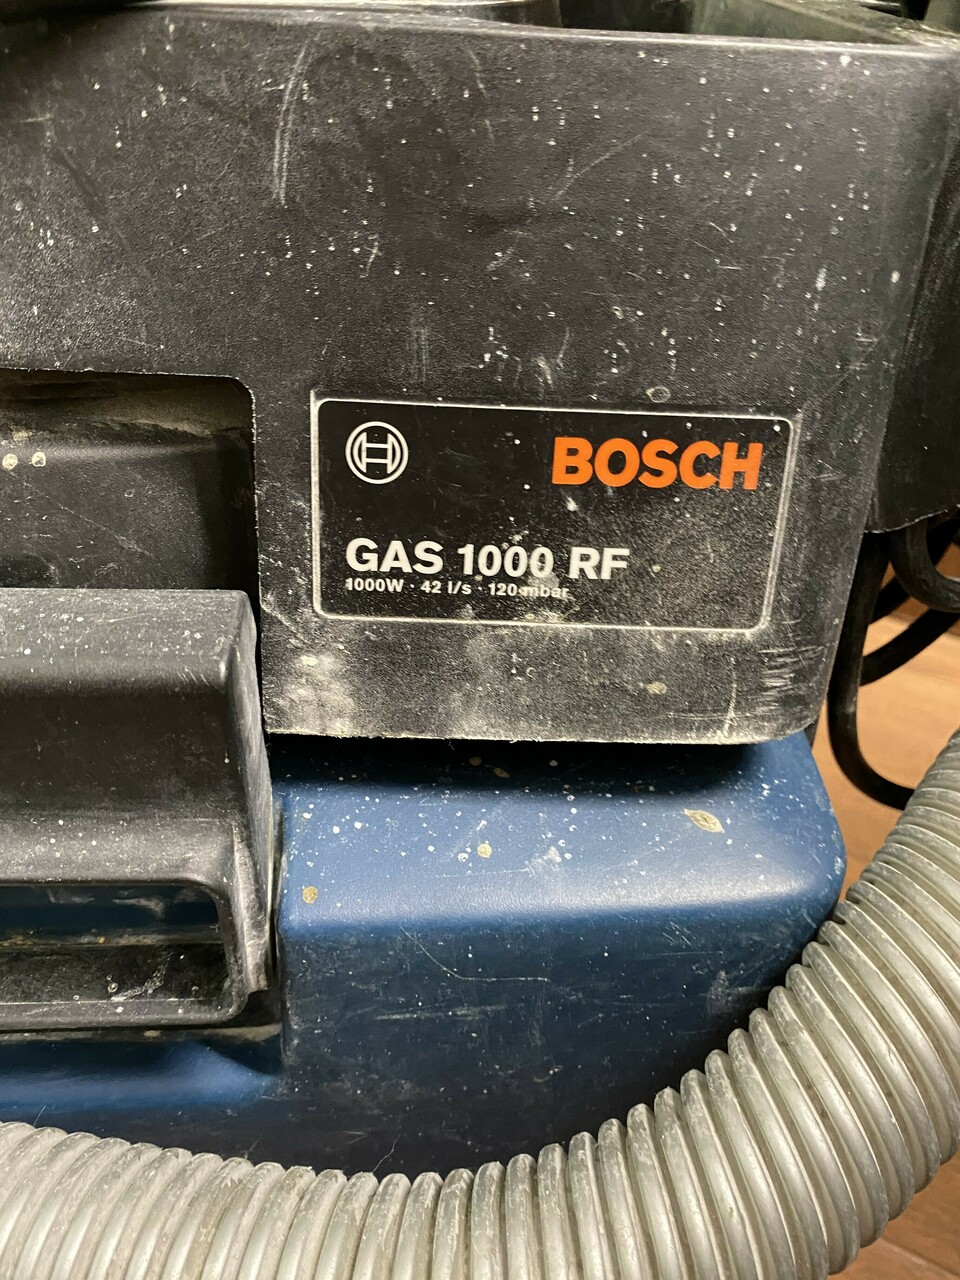 BOSCH
GAS 1000 RF
1000W · 42 l/s · 120 mbar